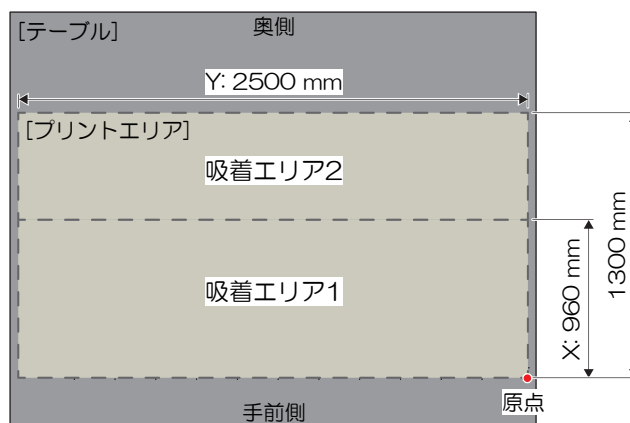 [テーブル]
奥側
Y: 2500 mm
[プリントエリア]
吸着エリア2
吸着エリア1
X: 960 mm
1300 mm
原点
手前側